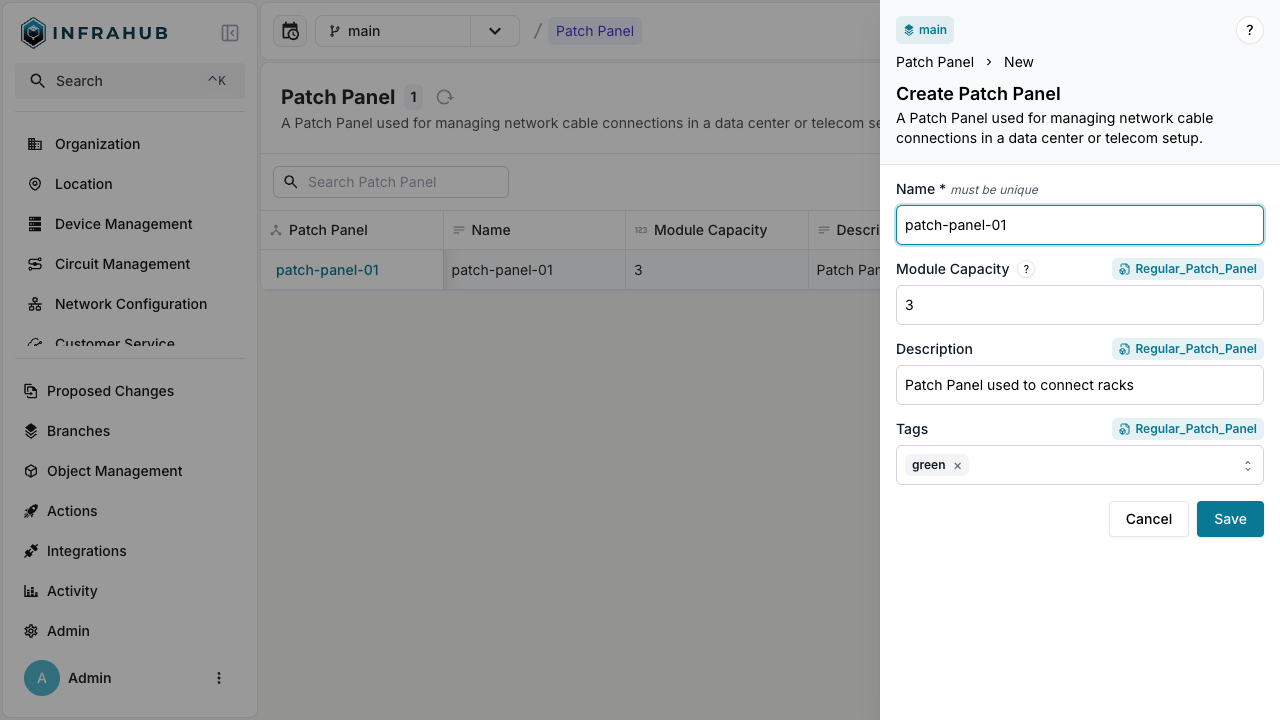 INFRAHUB
Search
^K
Organization
Location
Device Management
Circuit Management
Network Configuration
Customer Service
Proposed Changes
Branches
Object Management
Actions
Integrations
Activity
Admin
A Admin
main / Patch Panel
Patch Panel 1
A Patch Panel used for managing network cable connections in a data center or telecom se
Search Patch Panel
Patch Panel
Name
123 Module Capacity
Descri
patch-panel-01
patch-panel-01
3
Patch Pan
main
?
Patch Panel > New
Create Patch Panel
A Patch Panel used for managing network cable
connections in a data center or telecom setup.
Name * must be unique
patch-panel-01
Module Capacity ? Regular_Patch_Panel
3
Description Regular_Patch_Panel
Patch Panel used to connect racks
Tags Regular_Patch_Panel
green ×
Cancel
Save